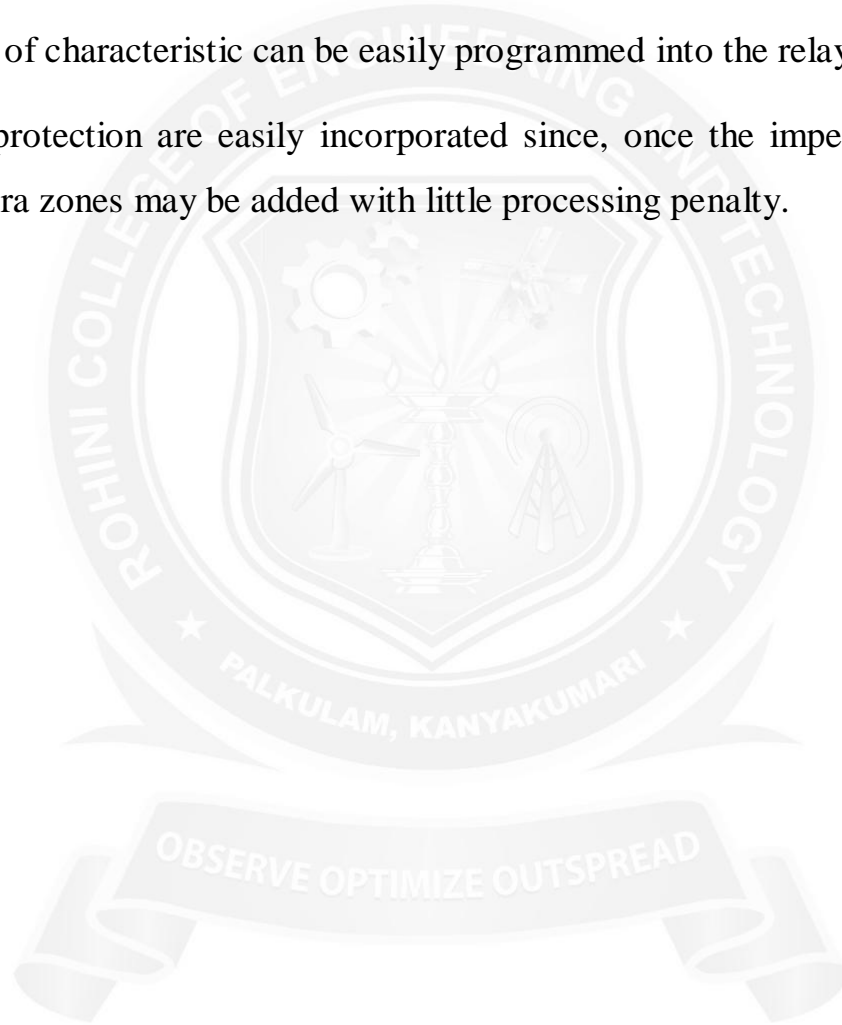 of characteristic can be easily programmed into the relay
protection are easily incorporated since, once the impe
ra zones may be added with little processing penalty.
ROHINI COLLEGE OF ENGINEERING AND TECHNOLOGY
PALKULAM, KANYAKUMARI
OBSERVE OPTIMIZE OUTSPREAD